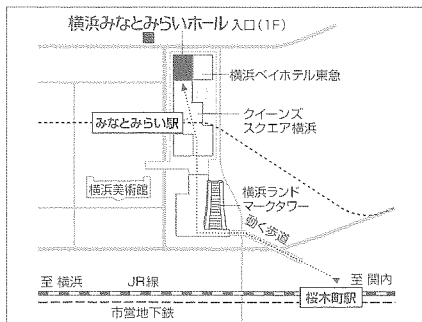 横浜みなとみらいホール 入口(1F)
横浜ベイホテル東急
みなとみらい駅
クイーンズ
スクエア横浜
横浜美術館
横浜ランド
マークタワー
動く歩道
至 横浜
JR線
至 関内
桜木町駅
市営地下鉄